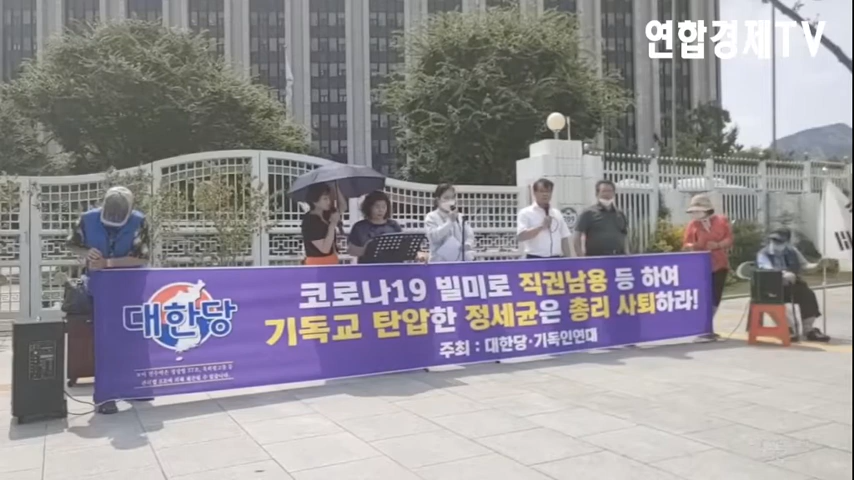 연합경제TV
코로나19 빌미로 직권남용 등 하여
기독교 탄압한 정세균은 총리 사퇴하라!
주최 : 대한당·기독인연대
대한당